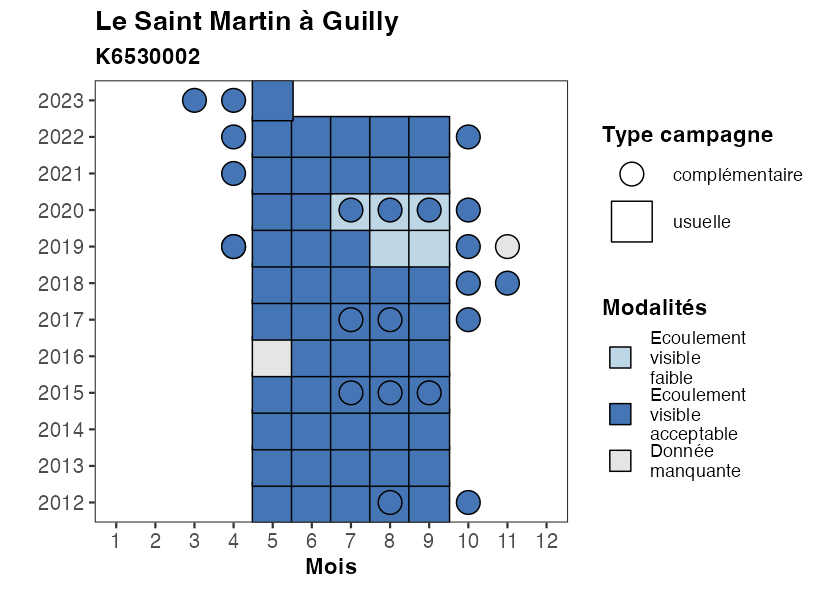 Le Saint Martin à Guilly
K6530002
2023
2022
2021
2020
2019
2018
2017
2016
2015
2014
2013
2012
1 2 3 4 5 6 7 8 9 10 11 12
Mois
Type campagne
complémentaire
usuelle
Modalités
Ecoulement
visible
faible
Ecoulement
visible
acceptable
Donnée
manquante